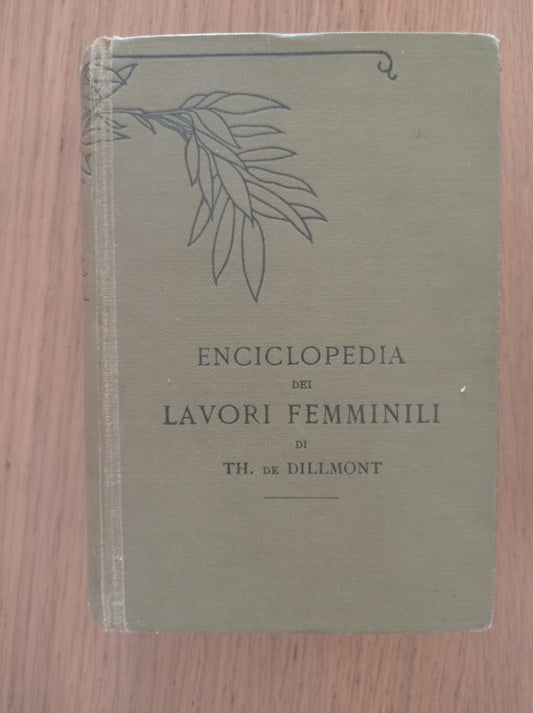 ENCICLOPEDIA
DEI
LAVORI FEMMINILI
DI
TH. DE DILLMONT